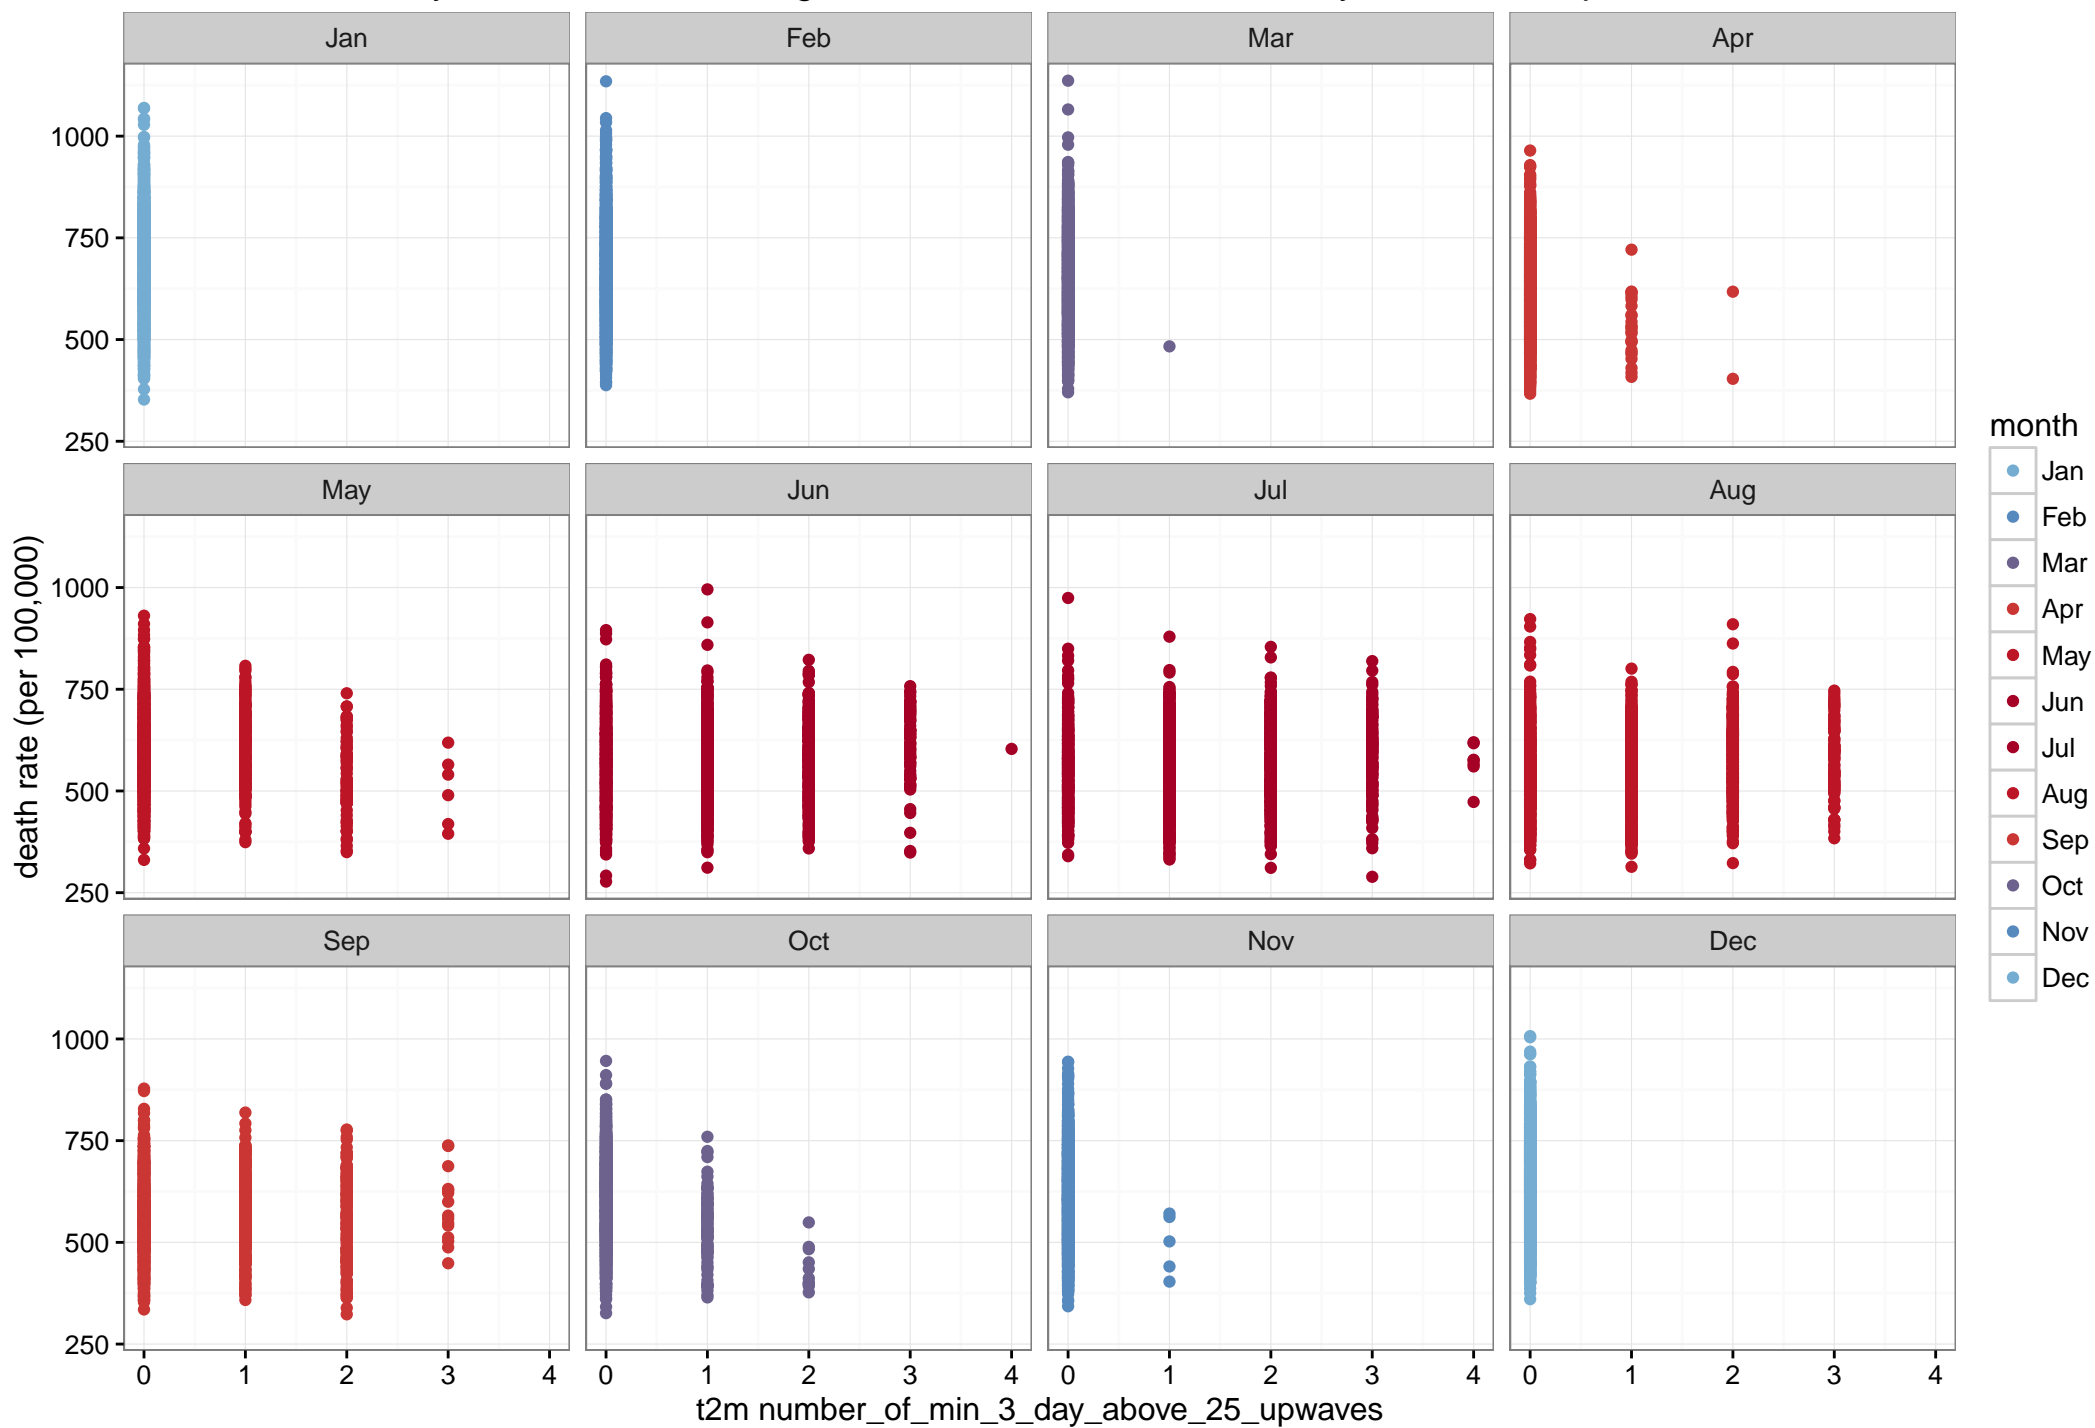 Jan Feb Mar Apr
1000
750
500
250
May Jun Jul Aug
1000
750
500
250
Sep Oct Nov Dec
1000
750
500
250
0 1 2 3 4 0 1 2 3 4 0 1 2 3 4 0 1 2 3 4
t2m number_of_min_3_day_above_25_upwaves
death rate (per 100,000)
month
Jan
Feb
Mar
Apr
May
Jun
Jul
Aug
Sep
Oct
Nov
Dec